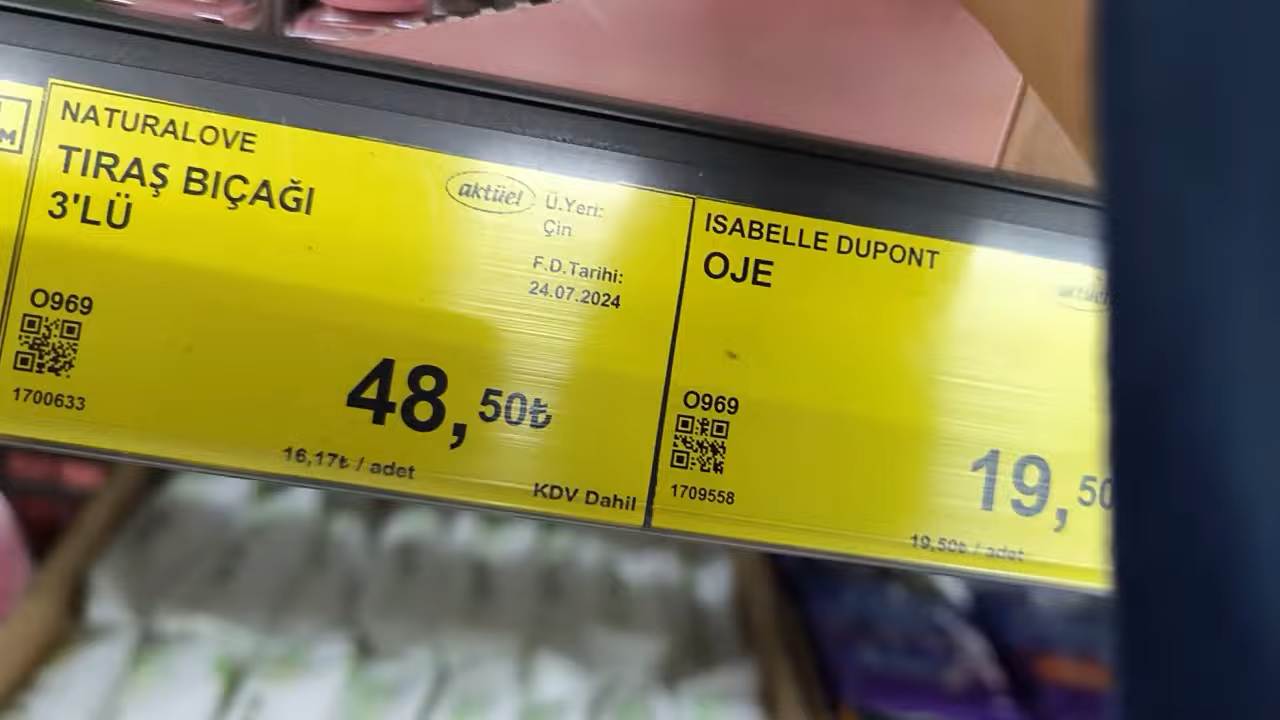 M
NATURALOVE
TIRAŞ BIÇAĞI
3'LÜ
aktüel
Ü.Yeri:
Çin
F.D.Tarihi:
24.07.2024
O969
1700633
48,50₺
16,17₺ / adet
KDV Dahil
ISABELLE DUPONT
OJE
aktüel
O969
1709558
19,50
19,50₺ / adet